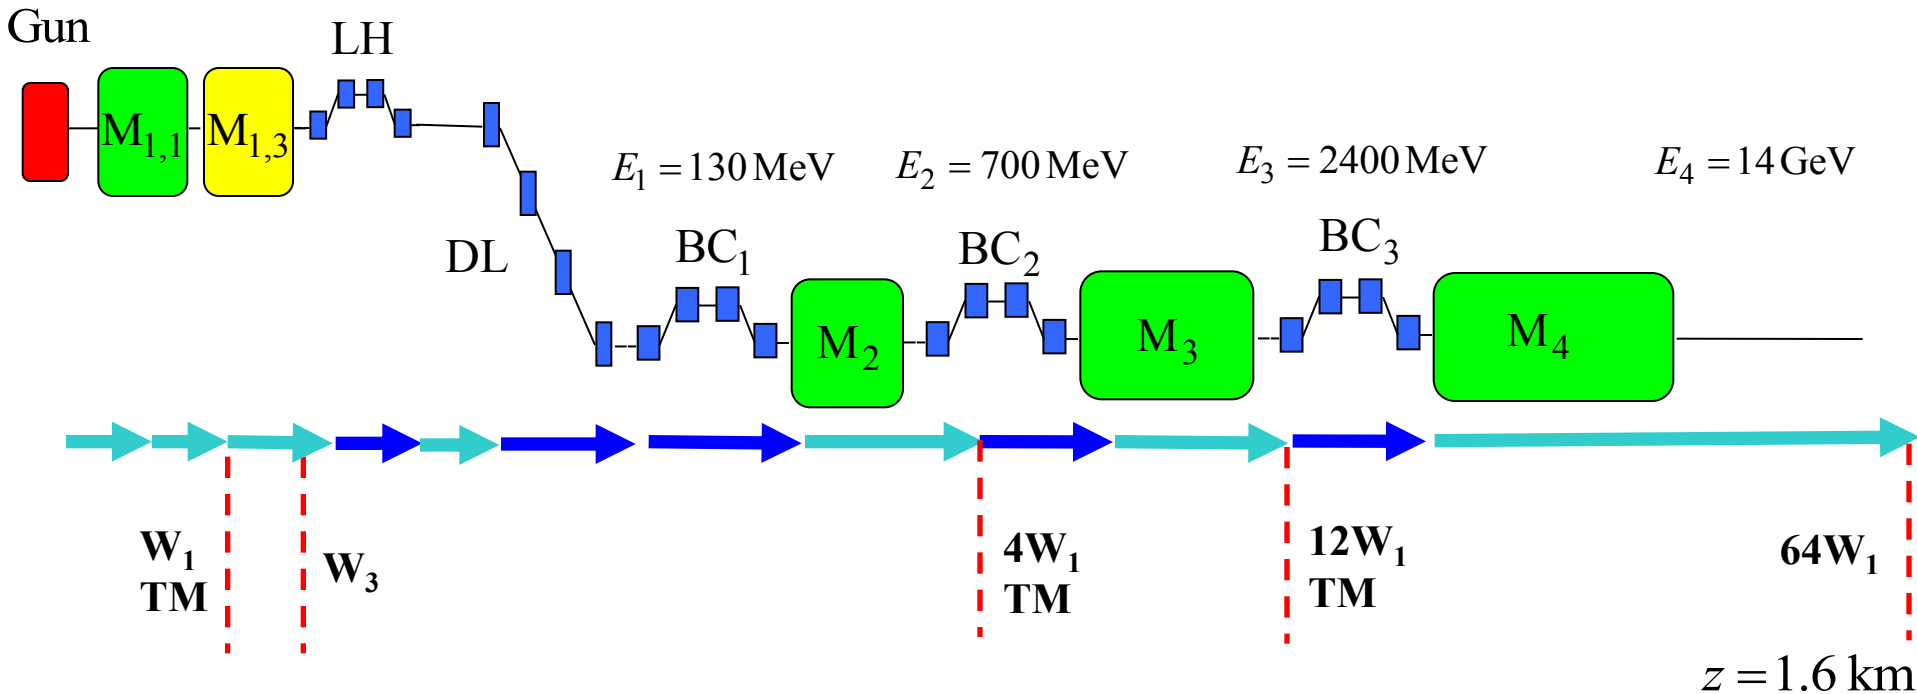 Gun
LH
M1,1
M1,3
E1 = 130 MeV
E2 = 700 MeV
E3 = 2400 MeV
E4 = 14 GeV
DL
BC1
BC2
BC3
M2
M3
M4
W1
TM
W3
4W1
TM
12W1
TM
64W1
z = 1.6 km